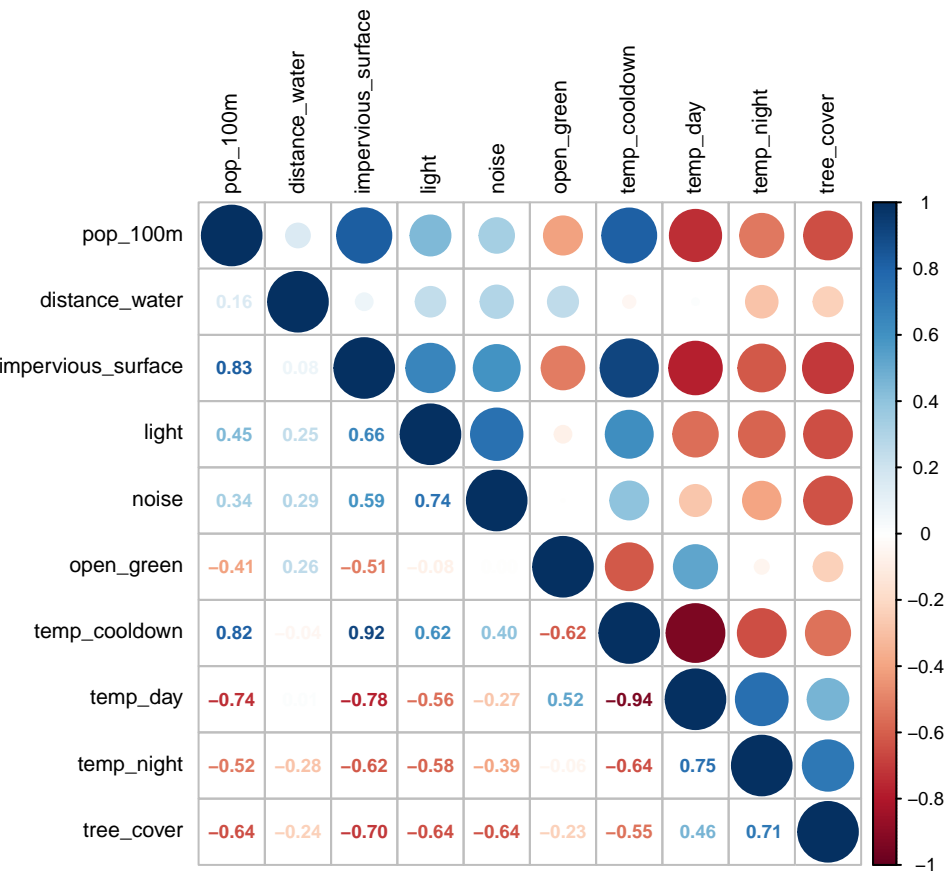 pop_100m
distance_water
impervious_surface
light
noise
open_green
temp_cooldown
temp_day
temp_night
tree_cover
pop_100m
distance_water 0.16
impervious_surface 0.83 0.08
light 0.45 0.25 0.66
noise 0.34 0.29 0.59 0.74
open_green −0.41 0.26 −0.51 −0.08
temp_cooldown 0.82 −0.04 0.92 0.62 0.40 −0.62
temp_day −0.74 0.01 −0.78 −0.56 −0.27 0.52 −0.94
temp_night −0.52 −0.28 −0.62 −0.58 −0.39 −0.06 −0.64 0.75
tree_cover −0.64 −0.24 −0.70 −0.64 −0.64 −0.23 −0.55 0.46 0.71
1
0.8
0.6
0.4
0.2
0
−0.2
−0.4
−0.6
−0.8
−1